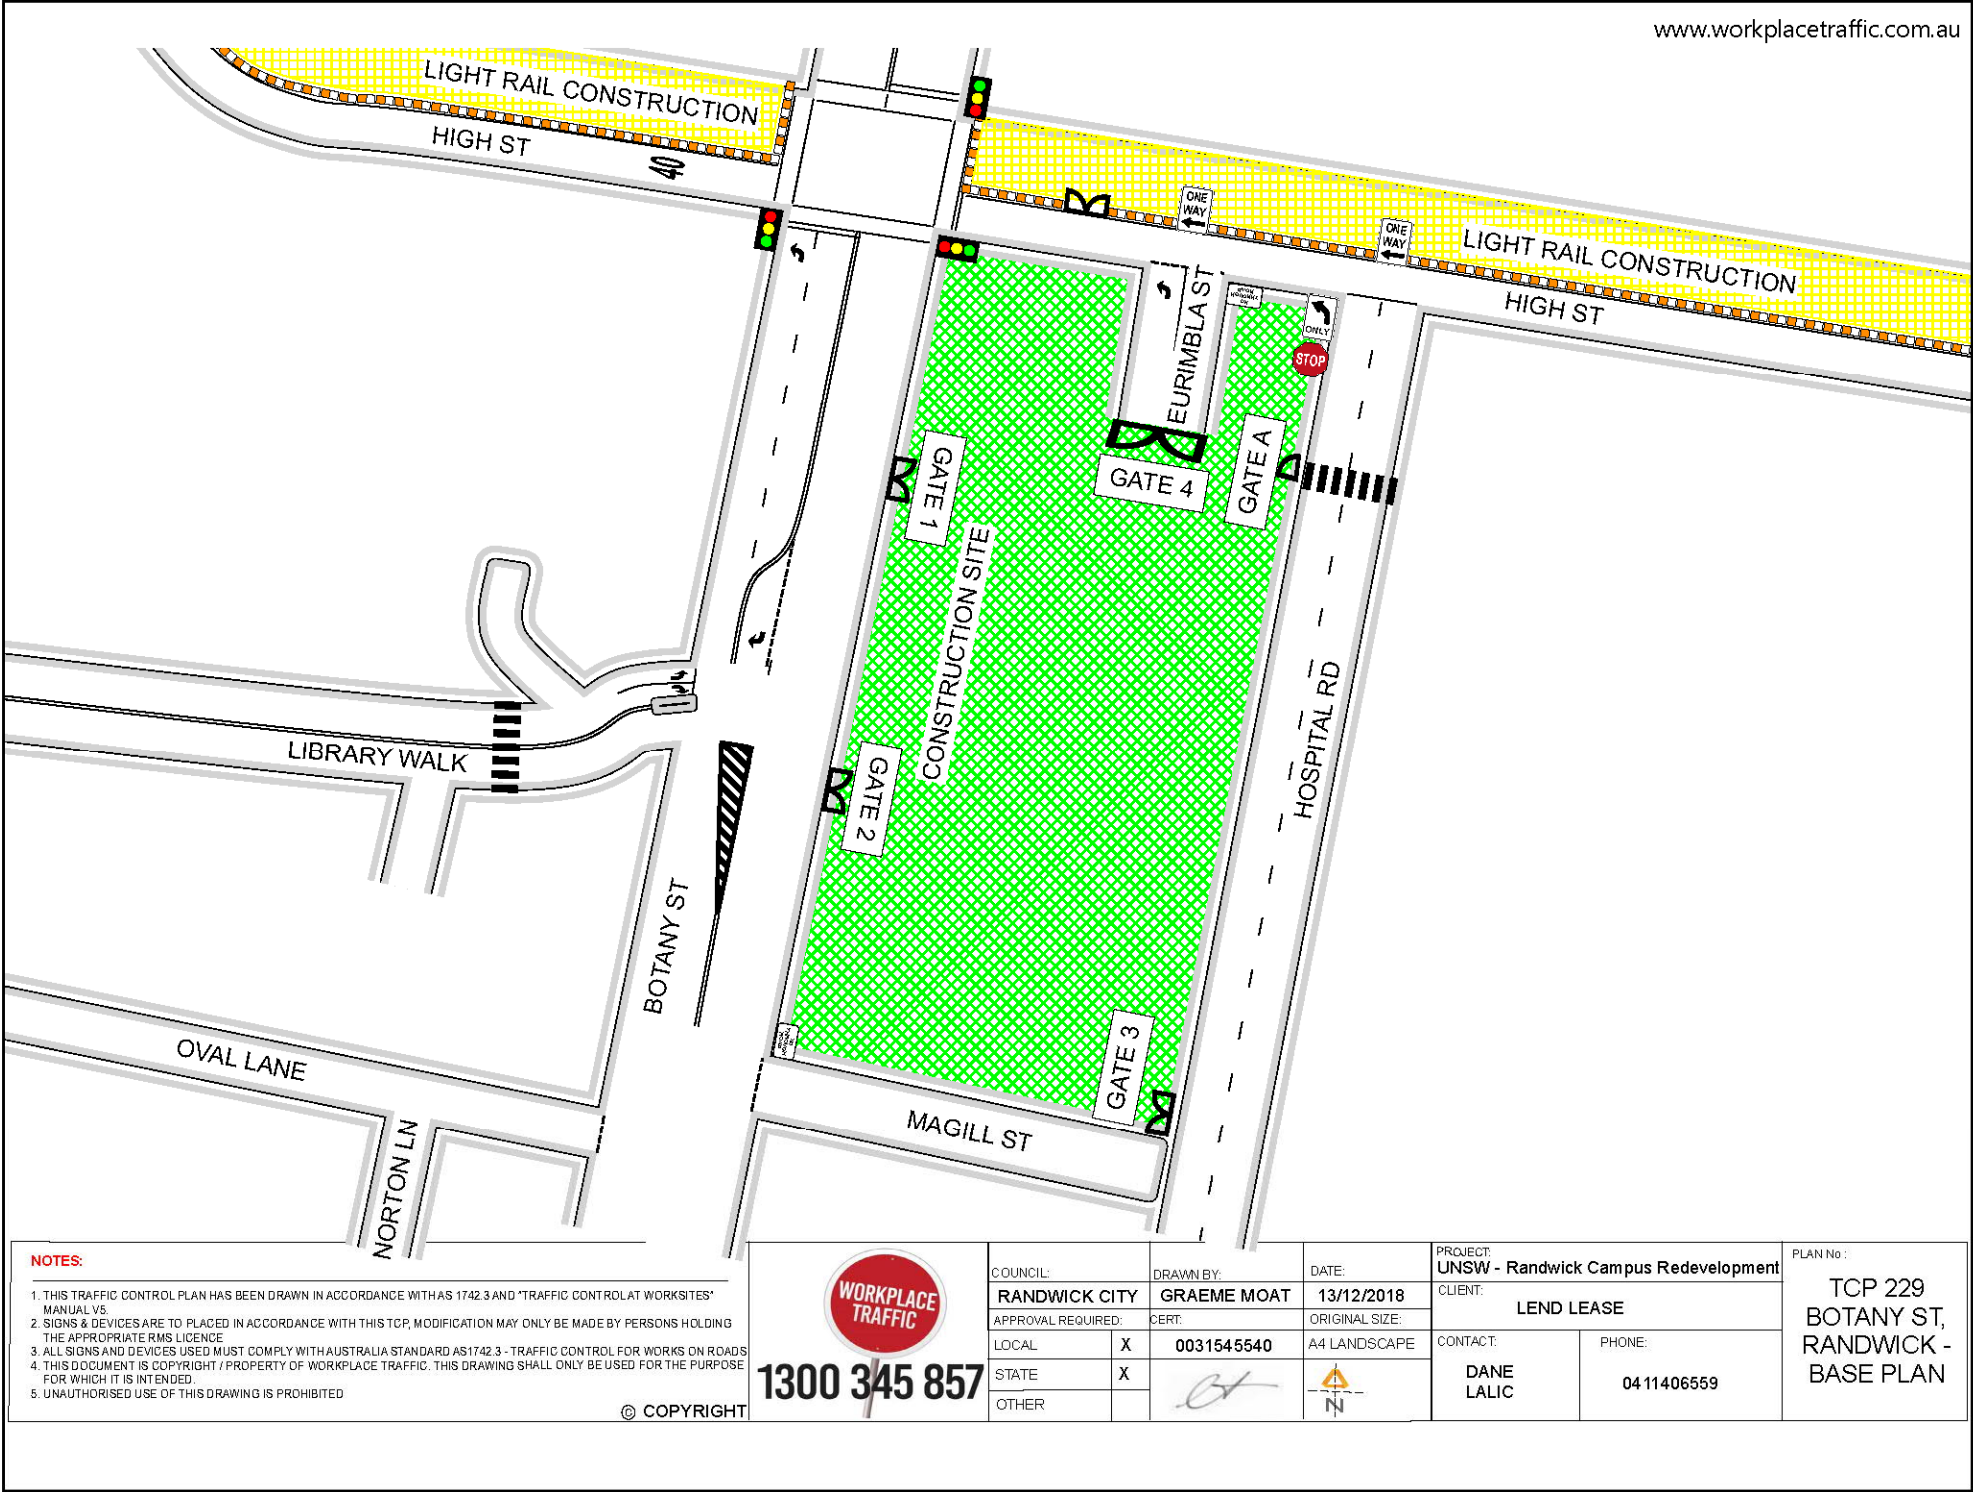 www.workplacetraffic.com.au
LIGHT RAIL CONSTRUCTION
HIGH ST
40
ONE
WAY
ONE
WAY
LIGHT RAIL CONSTRUCTION
HIGH ST
EURIMBLA ST
NO
THROUGH
ROAD
ONLY
STOP
GATE 1
GATE 4
GATE A
CONSTRUCTION SITE
HOSPITAL RD
LIBRARY WALK
GATE 2
BOTANY ST
NO
THROUGH
ROAD
OVAL LANE
GATE 3
MAGILL ST
NORTON LN
NOTES:
1. THIS TRAFFIC CONTROL PLAN HAS BEEN DRAWN IN ACCORDANCE WITH AS 1742.3 AND "TRAFFIC CONTROL AT WORKSITES"
MANUAL V5.
2. SIGNS & DEVICES ARE TO PLACED IN ACCORDANCE WITH THIS TCP, MODIFICATION MAY ONLY BE MADE BY PERSONS HOLDING
THE APPROPRIATE RMS LICENCE
3. ALL SIGNS AND DEVICES USED MUST COMPLY WITH AUSTRALIA STANDARD AS1742.3 - TRAFFIC CONTROL FOR WORKS ON ROADS
4. THIS DOCUMENT IS COPYRIGHT / PROPERTY OF WORKPLACE TRAFFIC. THIS DRAWING SHALL ONLY BE USED FOR THE PURPOSE
FOR WHICH IT IS INTENDED.
5. UNAUTHORISED USE OF THIS DRAWING IS PROHIBITED
© COPYRIGHT
WORKPLACE
TRAFFIC
1300 345 857
COUNCIL:
RANDWICK CITY
DRAWN BY:
GRAEME MOAT
DATE:
13/12/2018
APPROVAL REQUIRED:
LOCAL X
STATE X
OTHER
CERT:
0031545540
ORIGINAL SIZE:
A4 LANDSCAPE
N
PROJECT:
UNSW - Randwick Campus Redevelopment
CLIENT:
LEND LEASE
CONTACT:
DANE
LALIC
PHONE:
0411406559
PLAN No :
TCP 229
BOTANY ST,
RANDWICK -
BASE PLAN